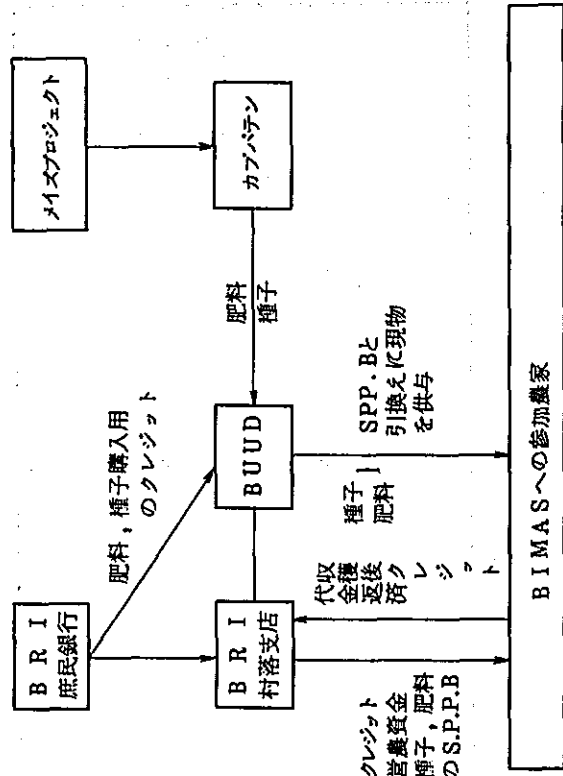 メイズプロジェクト
カブパテン
BRI
庶民銀行
肥料,種子購入用
のクレジット
肥料
種子
BRI
村落支店
BUUD
クレジット
営農資金
種子,肥料
のS.P.P.B
収穫後クレジット
代金返済
種子
肥料
SPP.Bと
引換えに現物
を供与
BIMASへの参加農家